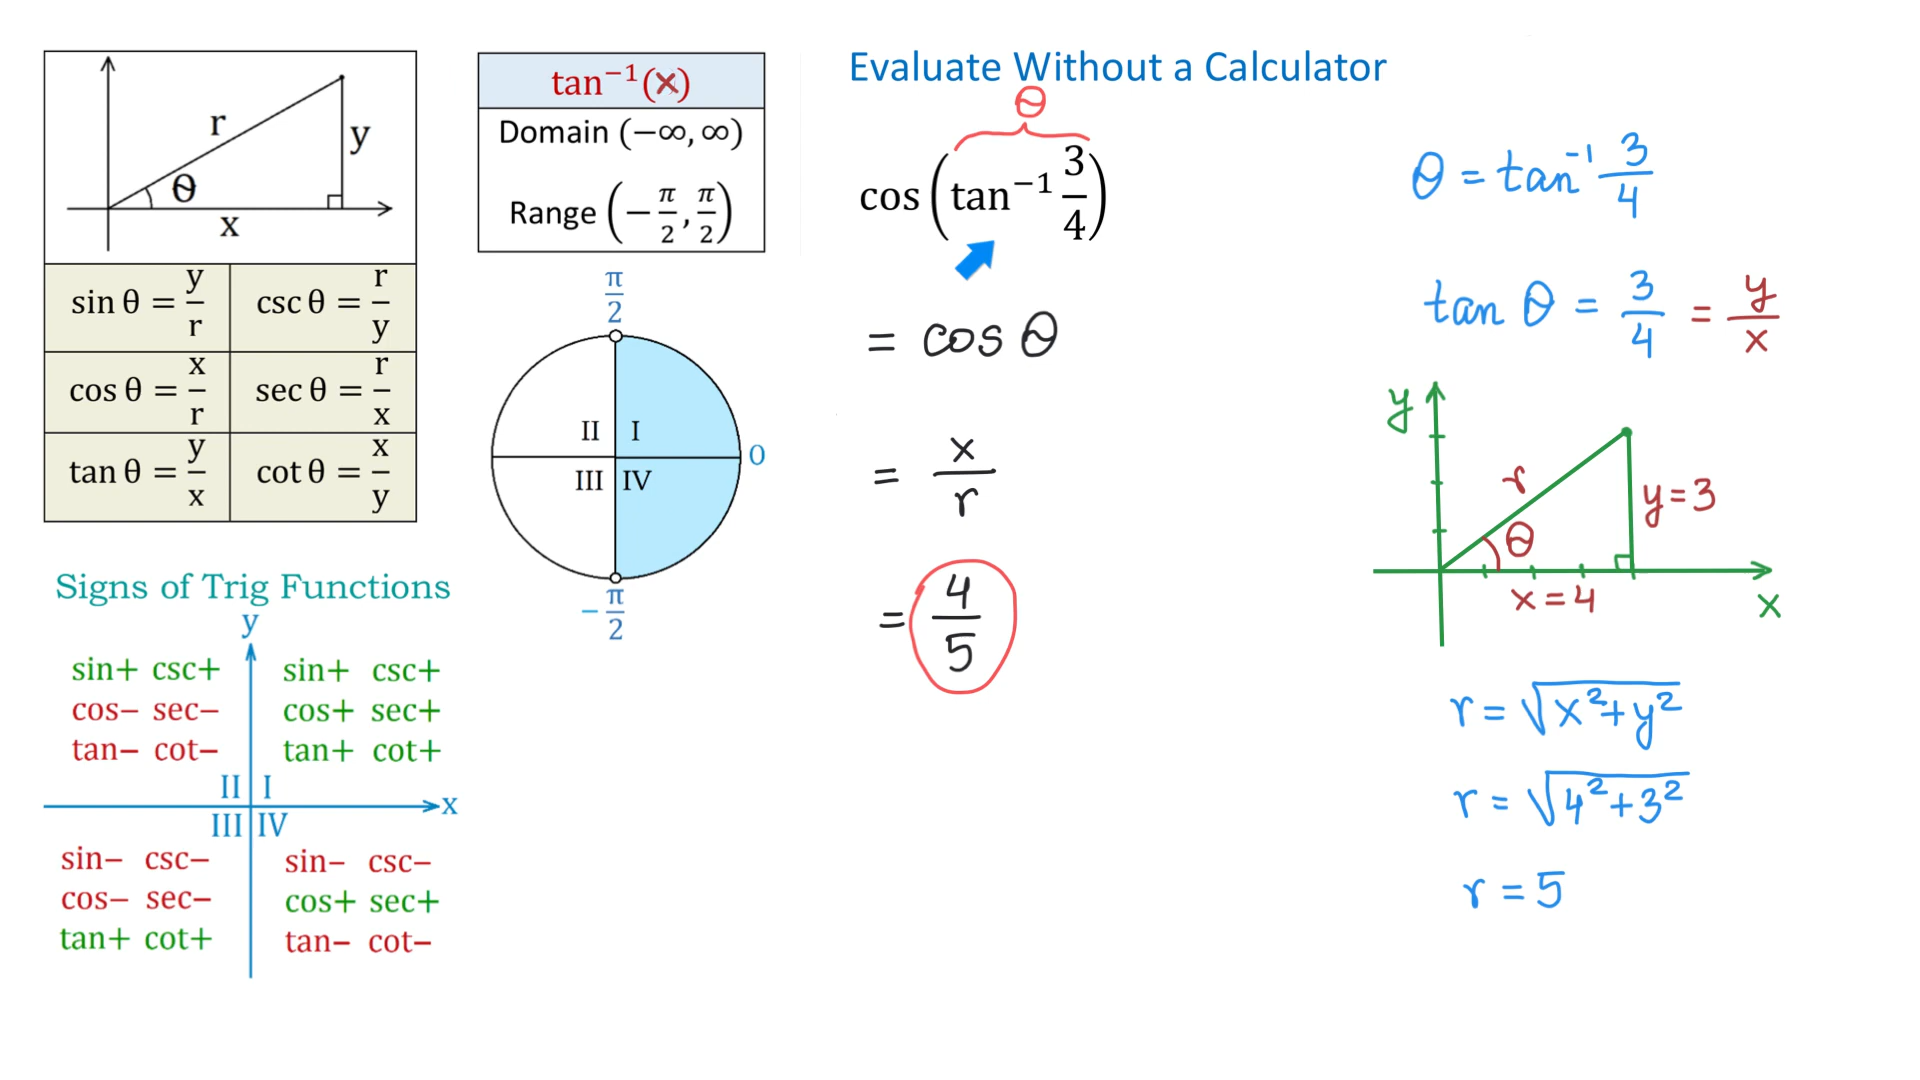 r
y
θ
x
sin θ = y/r
csc θ = r/y
cos θ = x/r
sec θ = r/x
tan θ = y/x
cot θ = x/y
Signs of Trig Functions
y
sin+ csc+
cos− sec−
tan− cot−
sin+ csc+
cos+ sec+
tan+ cot+
II I
x
III IV
sin− csc−
cos− sec−
tan+ cot+
sin− csc−
cos+ sec+
tan− cot−
tan⁻¹(x)
Domain (−∞, ∞)
Range (−π/2, π/2)
π/2
II I
0
III IV
−π/2
Evaluate Without a Calculator
θ
cos(tan⁻¹ 3/4)
= cos θ
= x/r
= 4/5
θ = tan⁻¹ 3/4
tan θ = 3/4 = y/x
y
r
y=3
θ
x=4
x
r = √x²+y²
r = √4²+3²
r = 5